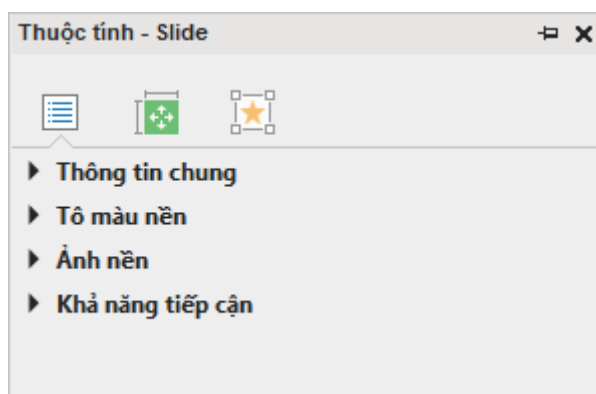 Thuộc tính - Slide
Thông tin chung
Tô màu nền
Ảnh nền
Khả năng tiếp cận